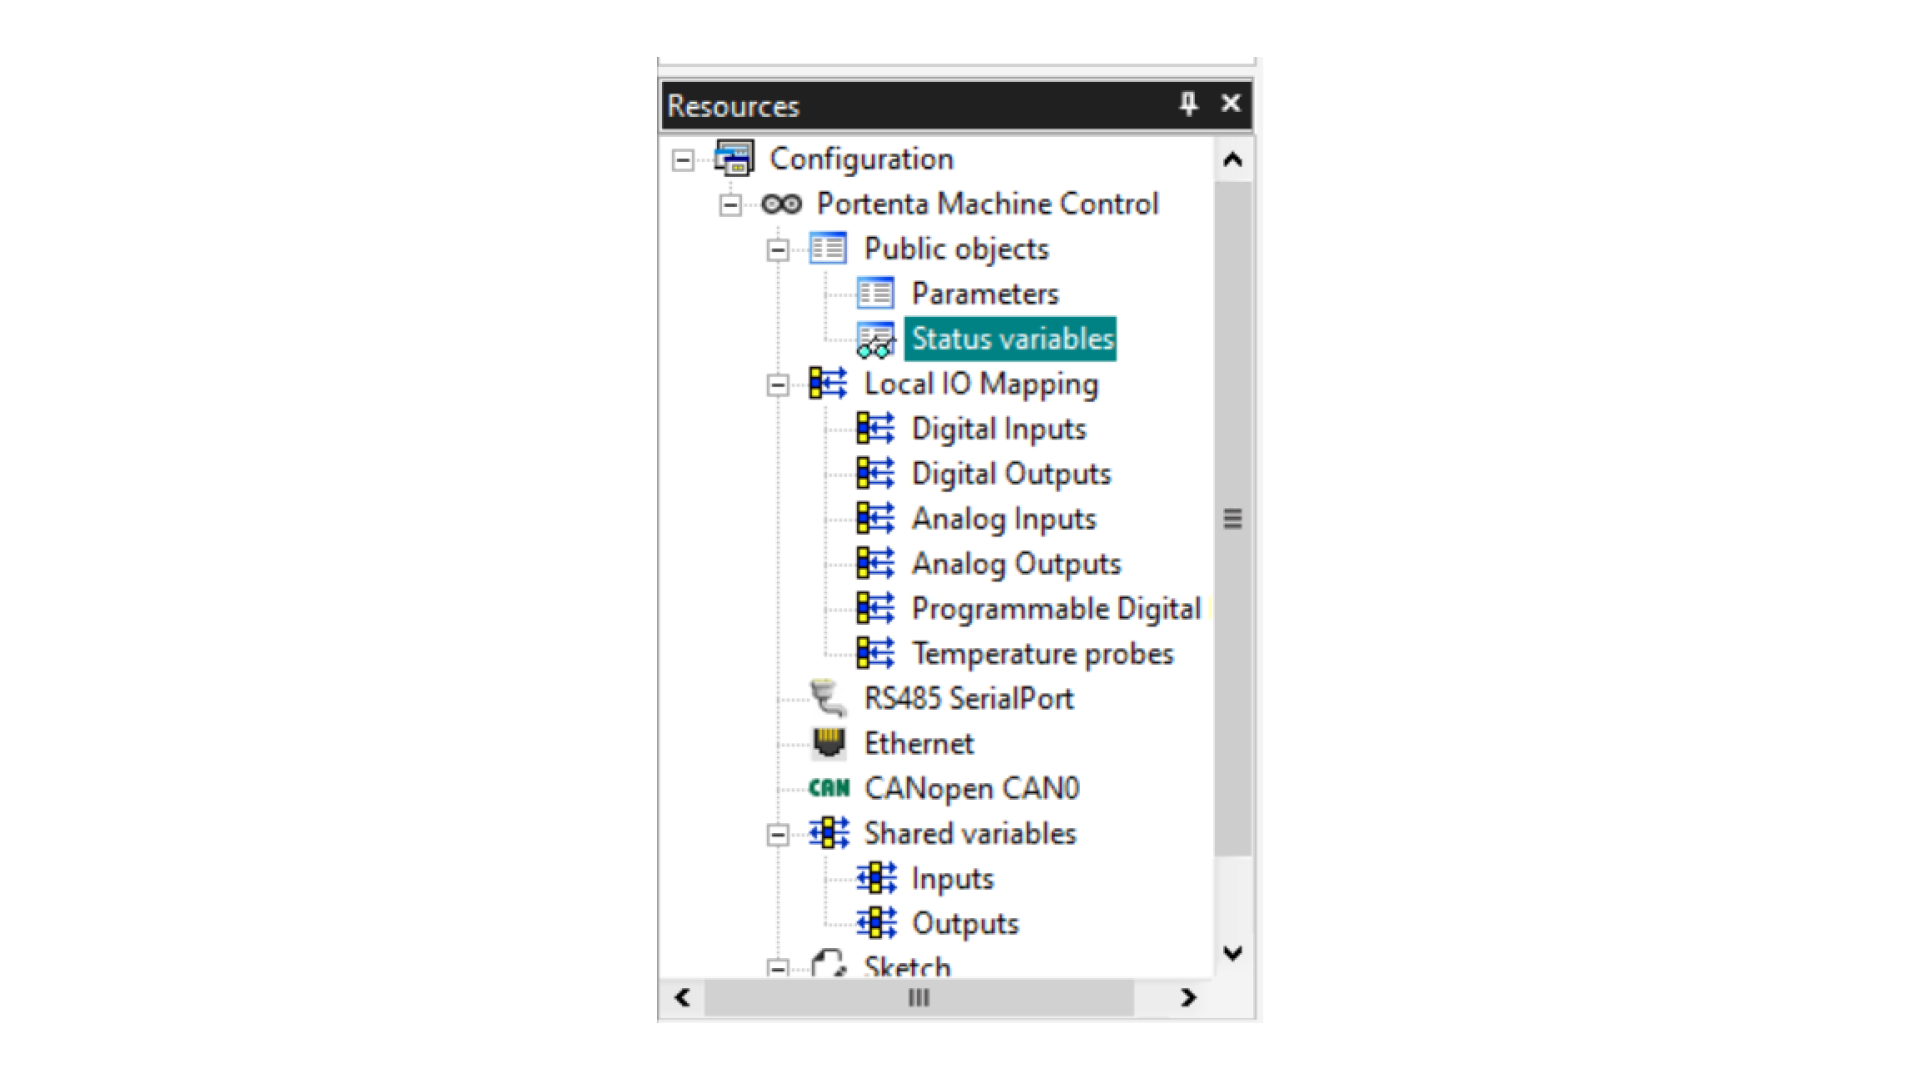 Resources
Configuration
Portenta Machine Control
Public objects
Parameters
Status variables
Local IO Mapping
Digital Inputs
Digital Outputs
Analog Inputs
Analog Outputs
Programmable Digital
Temperature probes
RS485 SerialPort
Ethernet
CAN CANopen CAN0
Shared variables
Inputs
Outputs
Sketch